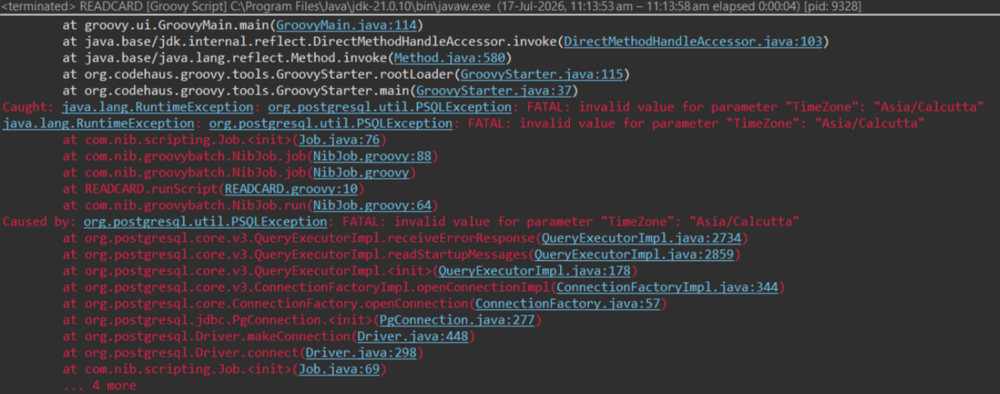 <terminated> READCARD [Groovy Script] C:\Program Files\Java\jdk-21.0.10\bin\javaw.exe (17-Jul-2026, 11:13:53 am – 11:13:58 am elapsed 0:00:04) [pid: 9328]
at groovy.ui.GroovyMain.main(GroovyMain.java:114)
at java.base/jdk.internal.reflect.DirectMethodHandleAccessor.invoke(DirectMethodHandleAccessor.java:103)
at java.base/java.lang.reflect.Method.invoke(Method.java:580)
at org.codehaus.groovy.tools.GroovyStarter.rootLoader(GroovyStarter.java:115)
at org.codehaus.groovy.tools.GroovyStarter.main(GroovyStarter.java:37)
Caught: java.lang.RuntimeException: org.postgresql.util.PSQLException: FATAL: invalid value for parameter "TimeZone": "Asia/Calcutta"
java.lang.RuntimeException: org.postgresql.util.PSQLException: FATAL: invalid value for parameter "TimeZone": "Asia/Calcutta"
at com.nib.scripting.Job.<init>(Job.java:76)
at com.nib.groovybatch.NibJob.job(NibJob.groovy:88)
at com.nib.groovybatch.NibJob.job(NibJob.groovy)
at READCARD.runScript(READCARD.groovy:10)
at com.nib.groovybatch.NibJob.run(NibJob.groovy:64)
Caused by: org.postgresql.util.PSQLException: FATAL: invalid value for parameter "TimeZone": "Asia/Calcutta"
at org.postgresql.core.v3.QueryExecutorImpl.receiveErrorResponse(QueryExecutorImpl.java:2734)
at org.postgresql.core.v3.QueryExecutorImpl.readStartupMessages(QueryExecutorImpl.java:2859)
at org.postgresql.core.v3.QueryExecutorImpl.<init>(QueryExecutorImpl.java:178)
at org.postgresql.core.v3.ConnectionFactoryImpl.openConnectionImpl(ConnectionFactoryImpl.java:344)
at org.postgresql.core.ConnectionFactory.openConnection(ConnectionFactory.java:57)
at org.postgresql.jdbc.PgConnection.<init>(PgConnection.java:277)
at org.postgresql.Driver.makeConnection(Driver.java:448)
at org.postgresql.Driver.connect(Driver.java:298)
at com.nib.scripting.Job.<init>(Job.java:69)
... 4 more